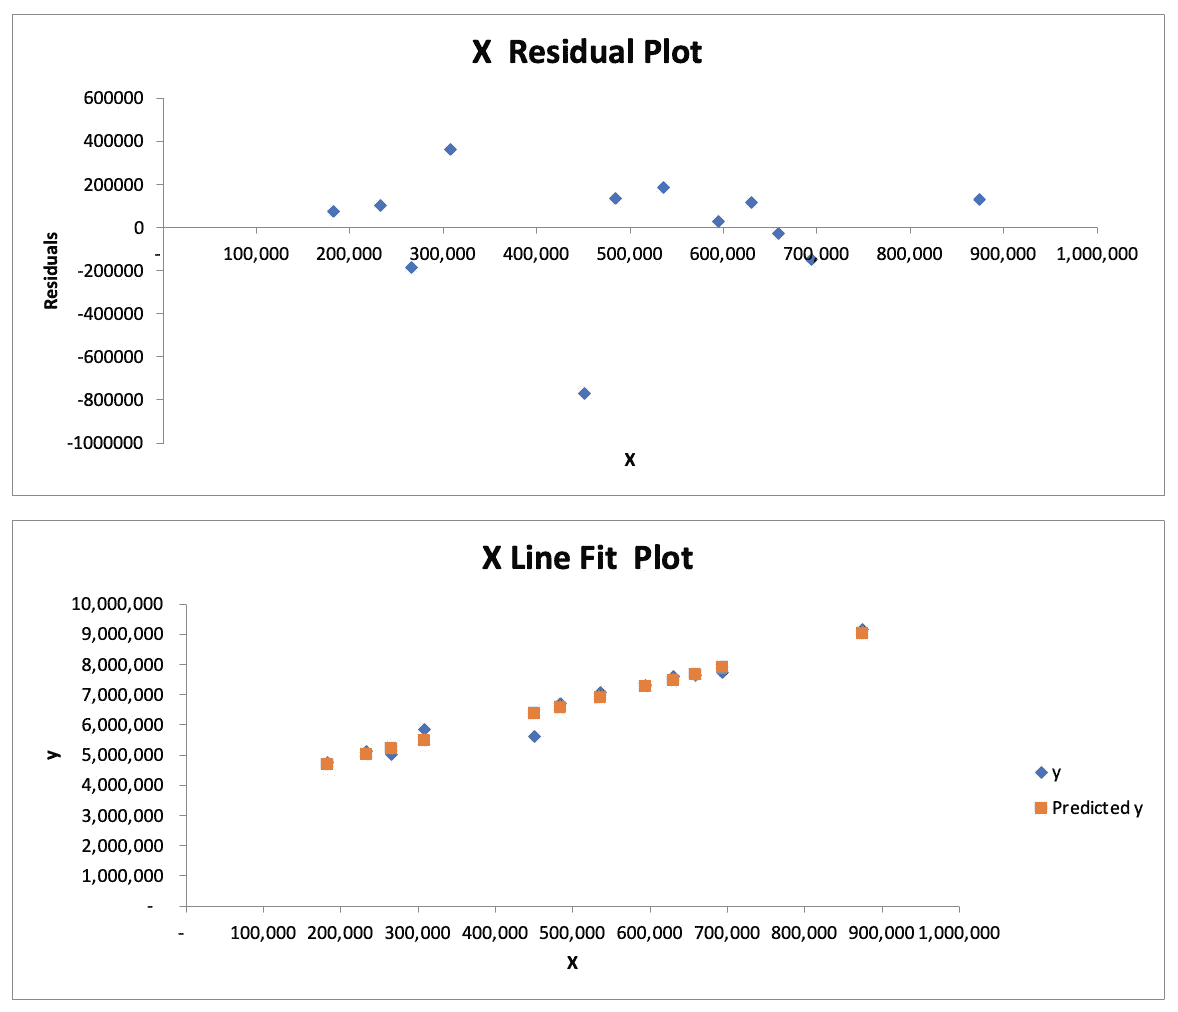 X Residual Plot
600000
400000
200000
0
-200000
-400000
-600000
-800000
-1000000
Residuals
- 100,000 200,000 300,000 400,000 500,000 600,000 700,000 800,000 900,000 1,000,000
X
X Line Fit Plot
10,000,000
9,000,000
8,000,000
7,000,000
6,000,000
5,000,000
4,000,000
3,000,000
2,000,000
1,000,000
-
y
y
Predicted y
- 100,000 200,000 300,000 400,000 500,000 600,000 700,000 800,000 900,000 1,000,000
X